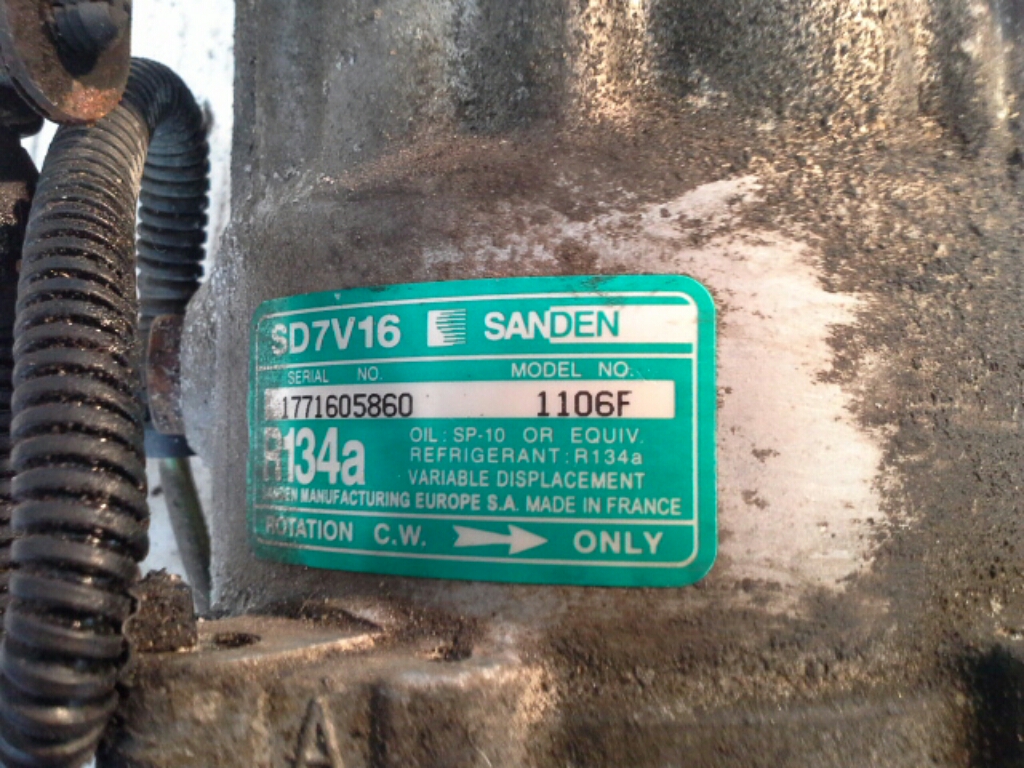 SD7V16 SANDEN
SERIAL NO. MODEL NO.
1771605860 1106F
R134a
OIL: SP-10 OR EQUIV.
REFRIGERANT: R134a
VARIABLE DISPLACEMENT
SANDEN MANUFACTURING EUROPE S.A. MADE IN FRANCE
ROTATION C.W. ONLY
A